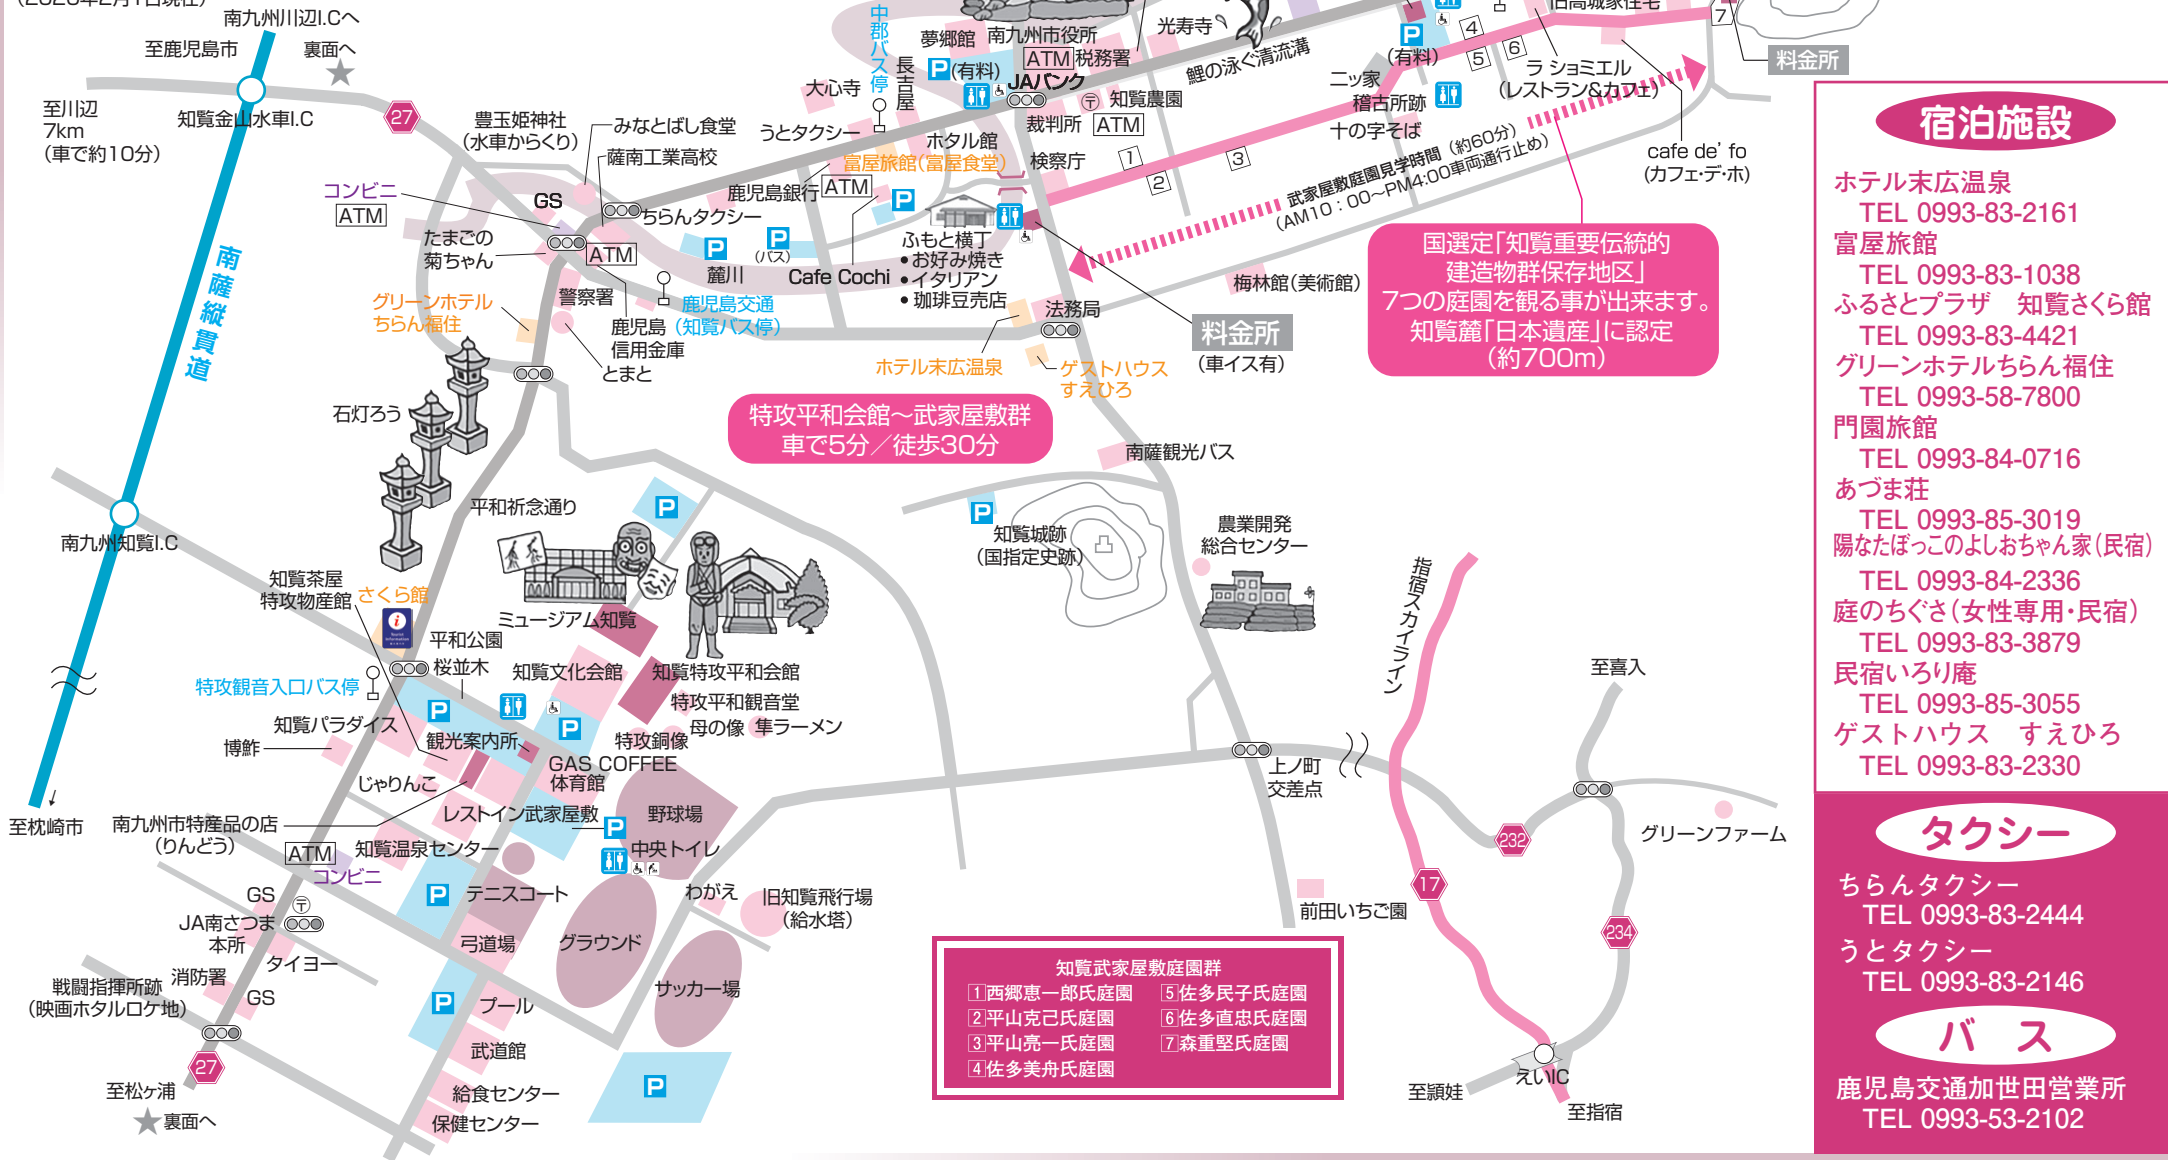 南九州川辺I.Cへ
至鹿児島市
裏面へ
至川辺
7km
(車で約10分)
知覧金山水車I.C
27
南薩縦貫道
南九州知覧I.C
至枕崎市
豊玉姫神社
(水車からくり)
みなとばし食堂
薩南工業高校
コンビニ
ATM
GS
たまごの
菊ちゃん
ATM
ちらんタクシー
グリーンホテル
ちらん福住
警察署
鹿児島
信用金庫
とまと
鹿児島交通
(知覧バス停)
P
麓川
P
(バス)
中郡バス停
大心寺
うとタクシー
長吉屋
夢郷館
南九州市役所
P(有料)
ATM
税務署
JAバンク
光寿寺
鯉の泳ぐ清流溝
知覧農園
裁判所
ATM
ホタル館
富屋旅館(富屋食堂)
検察庁
鹿児島銀行
ATM
P
Cafe Cochi
ふもと横丁
•お好み焼き
•イタリアン
•珈琲豆売店
1
2
3
4
5
6
7
P
(有料)
二ッ家
稽古所跡
十の字そば
旧高城家住宅
ラ ショミエル
(レストラン&カフェ)
料金所
cafe de' fo
(カフェ・デ・ホ)
武家屋敷庭園見学時間(約60分)
(AM10:00〜PM4:00車両通行止め)
国選定「知覧重要伝統的
建造物群保存地区」
7つの庭園を観る事が出来ます。
知覧麓「日本遺産」に認定
(約700m)
梅林館(美術館)
法務局
料金所
(車イス有)
ホテル末広温泉
ゲストハウス
すえひろ
特攻平和会館〜武家屋敷群
車で5分/徒歩30分
南薩観光バス
石灯ろう
平和祈念通り
P
P
知覧城跡
(国指定史跡)
農業開発
総合センター
指宿スカイライン
知覧茶屋
特攻物産館
さくら館
ミュージアム知覧
平和公園
桜並木
知覧文化会館
知覧特攻平和会館
特攻観音入口バス停
特攻平和観音堂
母の像
隼ラーメン
知覧パラダイス
P
P
博鮓
観光案内所
特攻銅像
GAS COFFEE
体育館
じゃりんこ
レストイン武家屋敷
P
野球場
南九州市特産品の店
(りんどう)
ATM
知覧温泉センター
中央トイレ
コンビニ
P
テニスコート
わがえ
旧知覧飛行場
(給水塔)
GS
JA南さつま
本所
弓道場
グラウンド
タイヨー
消防署
戦闘指揮所跡
(映画ホタルロケ地)
GS
P
プール
サッカー場
武道館
27
至松ヶ浦
裏面へ
給食センター
保健センター
P
上ノ町
交差点
至喜入
232
グリーンファーム
17
234
前田いちご園
えいIC
至頴娃
至指宿
知覧武家屋敷庭園群
1西郷恵一郎氏庭園
2平山克己氏庭園
3平山亮一氏庭園
4佐多美舟氏庭園
5佐多民子氏庭園
6佐多直忠氏庭園
7森重堅氏庭園
宿泊施設
ホテル末広温泉
TEL 0993-83-2161
富屋旅館
TEL 0993-83-1038
ふるさとプラザ 知覧さくら館
TEL 0993-83-4421
グリーンホテルちらん福住
TEL 0993-58-7800
門園旅館
TEL 0993-84-0716
あづま荘
TEL 0993-85-3019
陽なたぼっこのよしおちゃん家(民宿)
TEL 0993-84-2336
庭のちぐさ(女性専用・民宿)
TEL 0993-83-3879
民宿いろり庵
TEL 0993-85-3055
ゲストハウス すえひろ
TEL 0993-83-2330
タクシー
ちらんタクシー
TEL 0993-83-2444
うとタクシー
TEL 0993-83-2146
バス
鹿児島交通加世田営業所
TEL 0993-53-2102